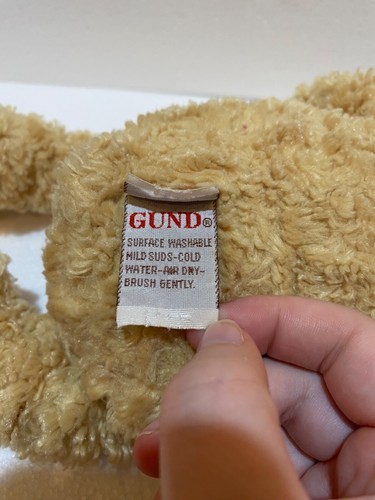 GUND®
SURFACE WASHABLE
MILD SUDS-COLD
WATER-AIR DRY-
BRUSH GENTLY.